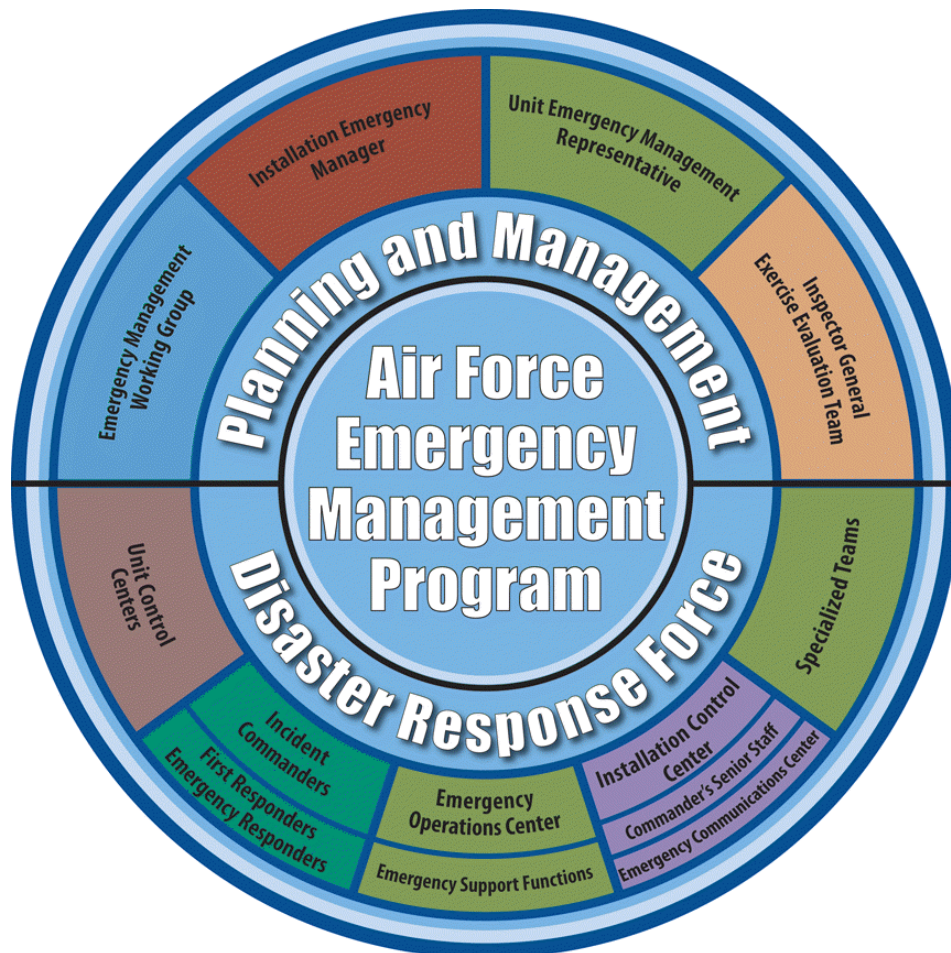 Installation Emergency
Manager
Unit Emergency Management
Representative
Emergency Management
Working Group
Inspector General
Exercise Evaluation Team
Planning and Management
Air Force
Emergency
Management
Program
Disaster Response Force
Unit Control
Centers
Incident
Commanders
First Responders
Emergency Responders
Emergency
Operations Center
Emergency Support Functions
Installation Control
Center
Commander's Senior Staff
Emergency Communications Center
Specialized Teams